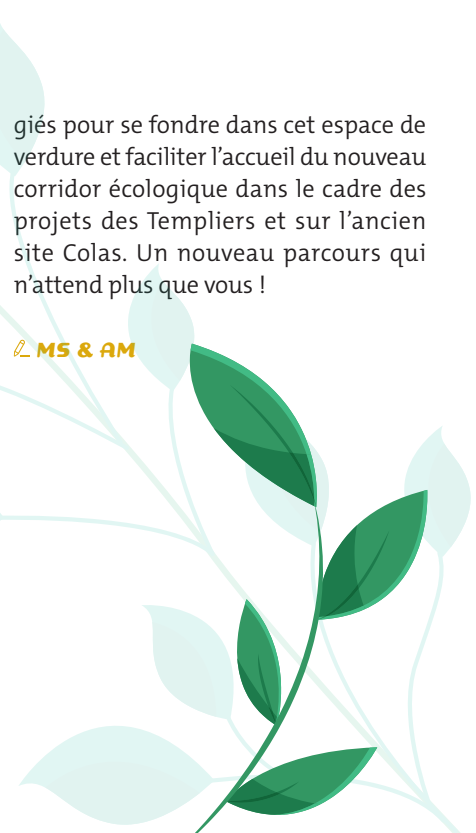 giés pour se fondre dans cet espace de
verdure et faciliter l’accueil du nouveau
corridor écologique dans le cadre des
projets des Templiers et sur l’ancien
site Colas. Un nouveau parcours qui
n’attend plus que vous !
MS & AM